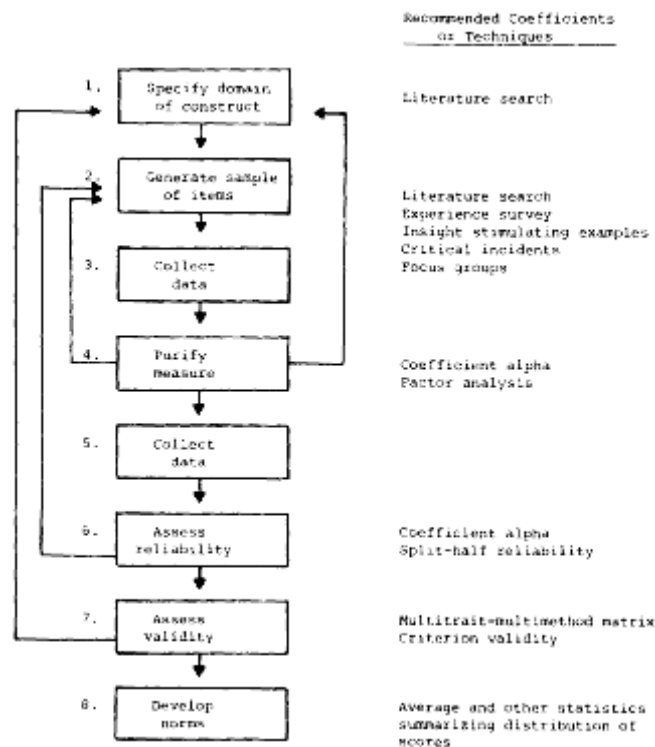 Recommended Coefficients
or Techniques
1. Specify domain
of construct
Literature search
2. Generate sample
of items
Literature search
Experience survey
Insight stimulating examples
Critical incidents
Focus groups
3. Collect
data
4. Purify
measure
Coefficient alpha
Factor analysis
5. Collect
data
6. Assess
reliability
Coefficient alpha
Split-half reliability
7. Assess
validity
Multitrait-multimethod matrix
Criterion validity
8. Develop
norms
Average and other statistics
summarizing distribution of
scores